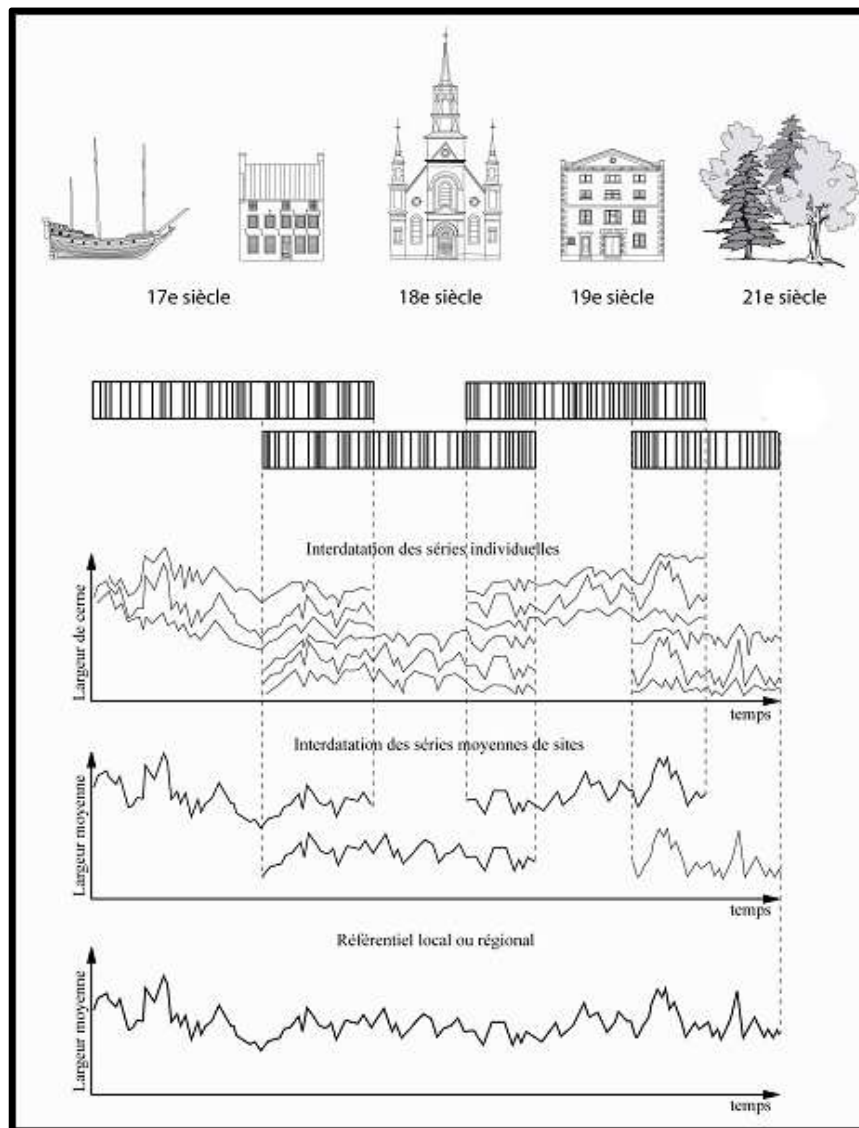 17e siècle 18e siècle 19e siècle 21e siècle
Interdatation des séries individuelles
Largeur de cerne
temps
Interdatation des séries moyennes de sites
Largeur moyenne
temps
Référentiel local ou régional
Largeur moyenne
temps